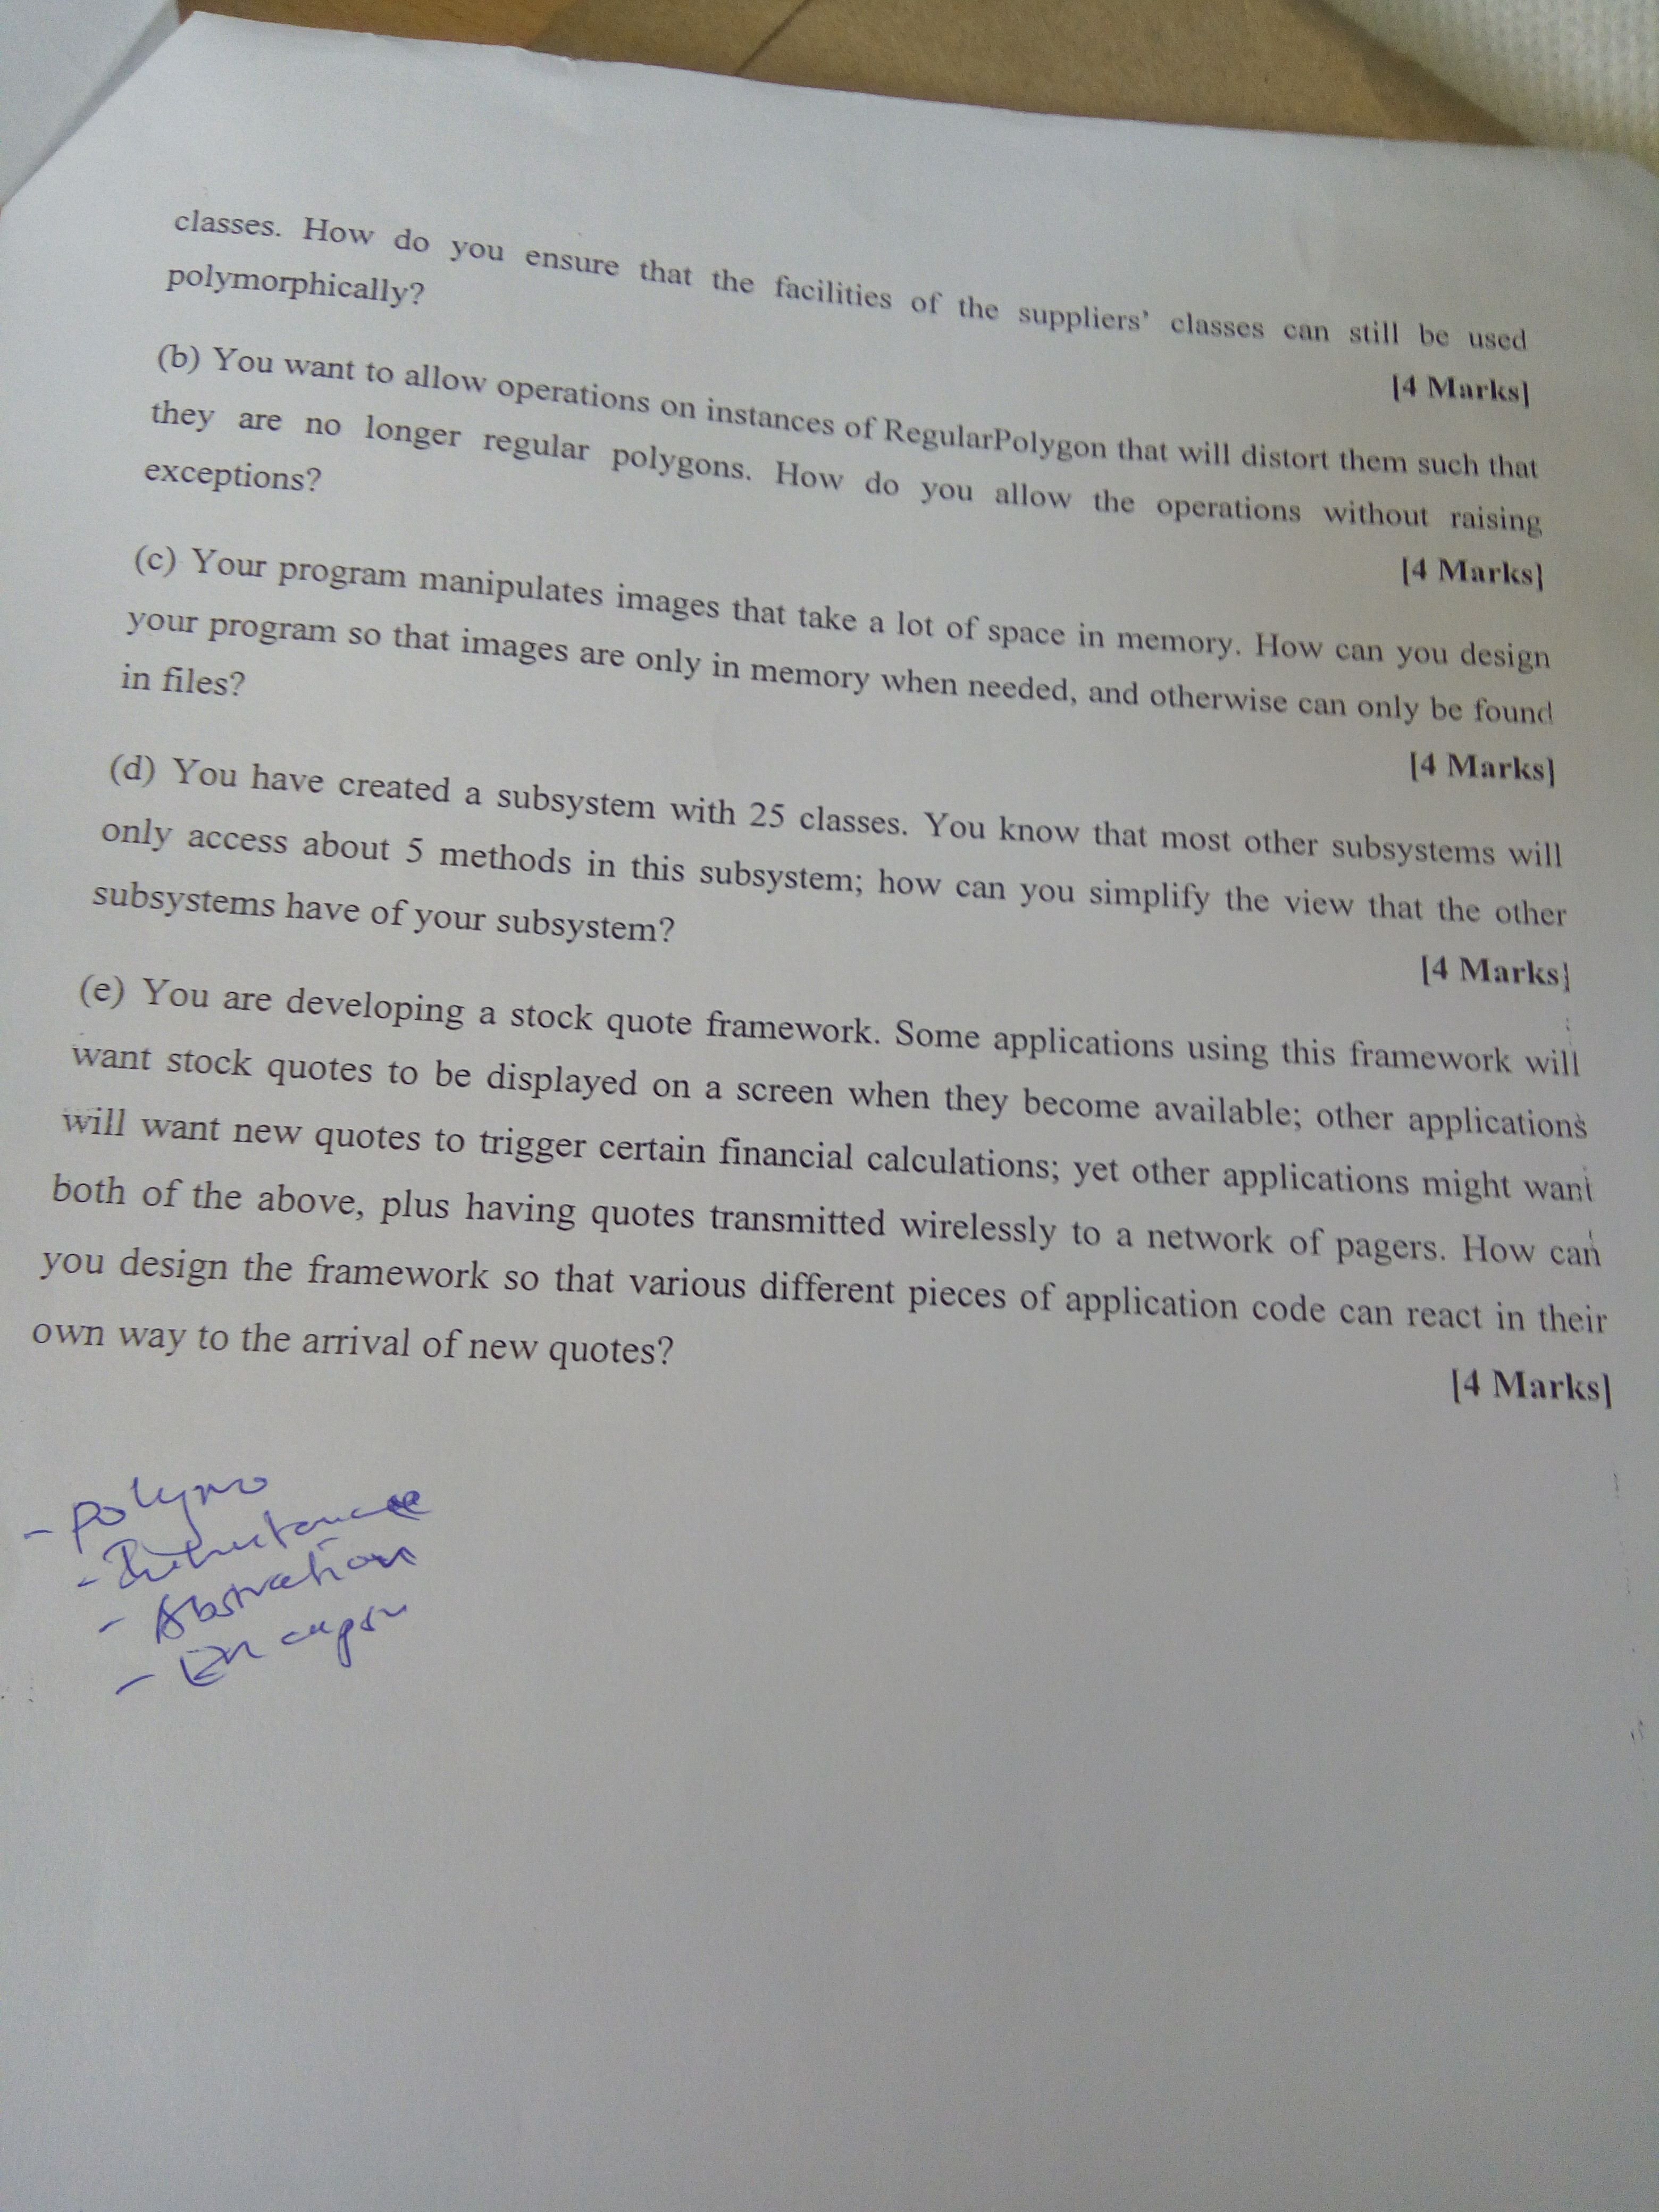 classes. How do you ensure that the facilities of the suppliers' classes can still be used
polymorphically?
[4 Marks]
(b) You want to allow operations on instances of RegularPolygon that will distort them such that
they are no longer regular polygons. How do you allow the operations without raising
exceptions?
[4 Marks]
(c) Your program manipulates images that take a lot of space in memory. How can you design
your program so that images are only in memory when needed, and otherwise can only be found
in files?
[4 Marks]
(d) You have created a subsystem with 25 classes. You know that most other subsystems will
only access about 5 methods in this subsystem; how can you simplify the view that the other
subsystems have of your subsystem?
[4 Marks]
(e) You are developing a stock quote framework. Some applications using this framework will
want stock quotes to be displayed on a screen when they become available; other applications
will want new quotes to trigger certain financial calculations; yet other applications might want
both of the above, plus having quotes transmitted wirelessly to a network of pagers. How can
you design the framework so that various different pieces of application code can react in their
own way to the arrival of new quotes?
[4 Marks]
- Polymo
- Inheritance
- Abstration
- Encapsu